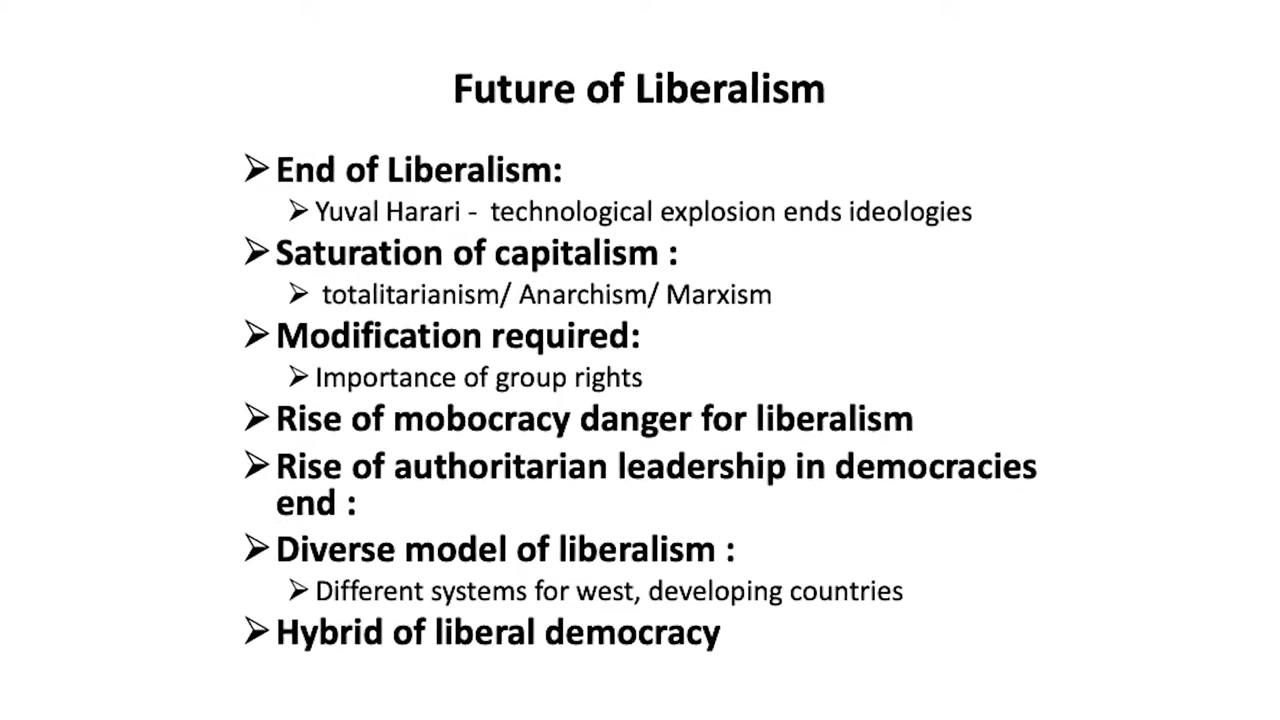 Future of Liberalism
➢ End of Liberalism:
➢ Yuval Harari - technological explosion ends ideologies
➢ Saturation of capitalism :
➢ totalitarianism/ Anarchism/ Marxism
➢ Modification required:
➢ Importance of group rights
➢ Rise of mobocracy danger for liberalism
➢ Rise of authoritarian leadership in democracies
end :
➢ Diverse model of liberalism :
➢ Different systems for west, developing countries
➢ Hybrid of liberal democracy